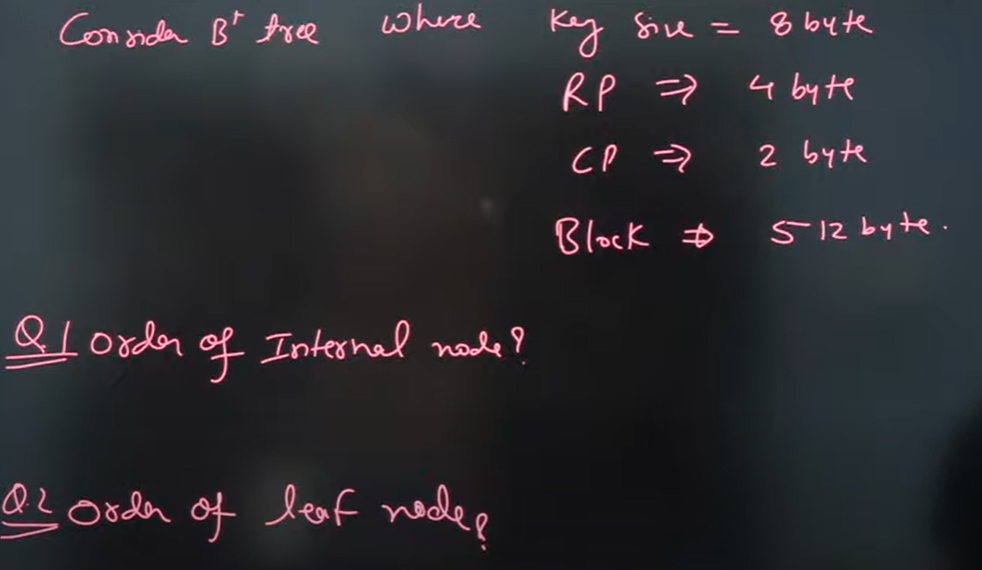 Consider B+ tree where key size = 8 byte
RP ⇒ 4 byte
CP ⇒ 2 byte
Block ⇒ 512 byte.
Q1 Order of Internal node?
Q.2 Order of leaf node?